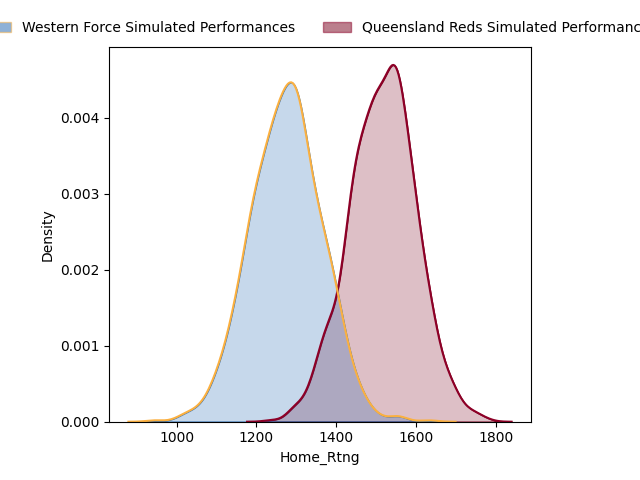 Western Force Simulated Performances
Queensland Reds Simulated Performanc
0.004
0.003
0.002
0.001
0.000
Density
1000
1200
1400
1600
1800
Home_Rtng